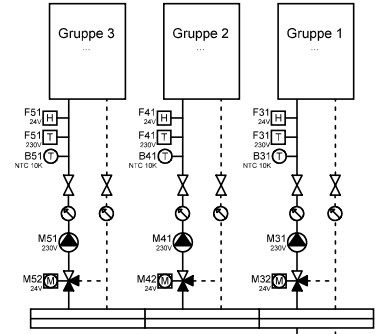 Gruppe 3
...
Gruppe 2
...
Gruppe 1
...
F51
24V
H
F41
24V
H
F31
24V
H
F51
230V
T
F41
230V
T
F31
230V
T
B51
NTC 10K
T
B41
NTC 10K
T
B31
NTC 10K
T
M51
230V
M41
230V
M31
230V
M52
24V
M
M42
24V
M
M32
24V
M